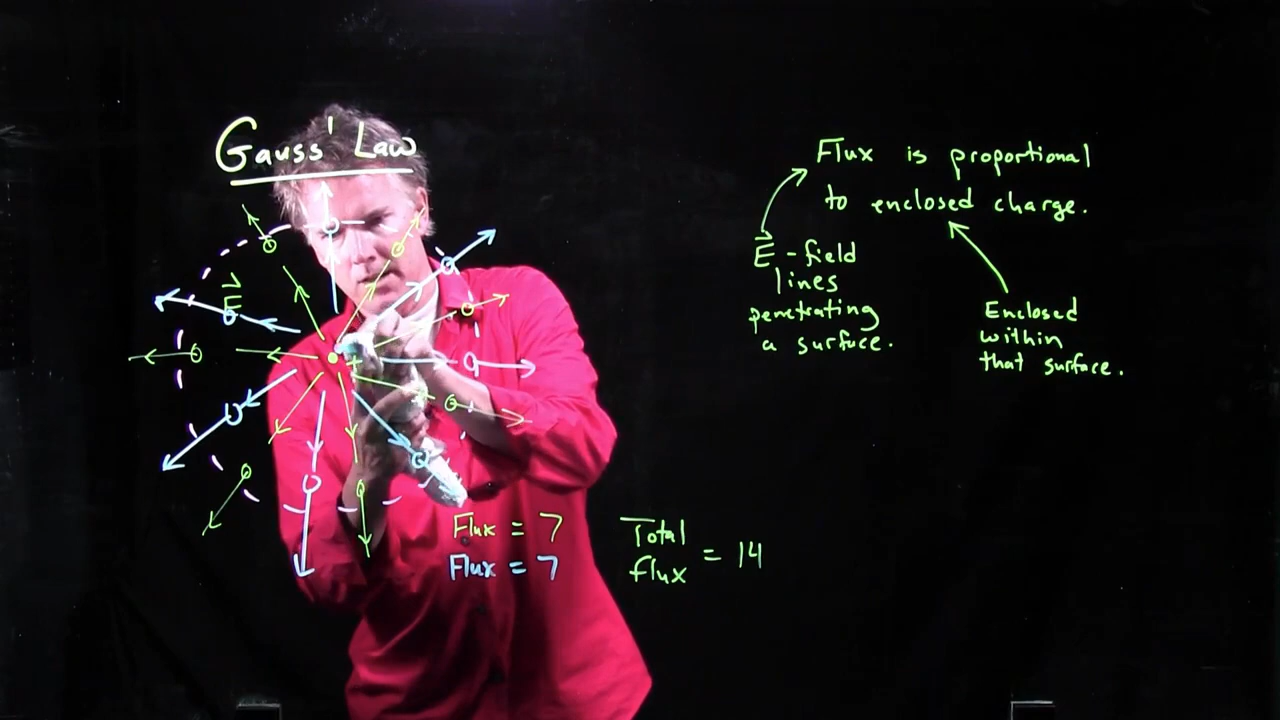 Gauss' Law
E
+
Flux = 7
Flux = 7
Total
flux = 14
Flux is proportional
to enclosed charge.
E-field
lines
penetrating
a surface.
Enclosed
within
that surface.